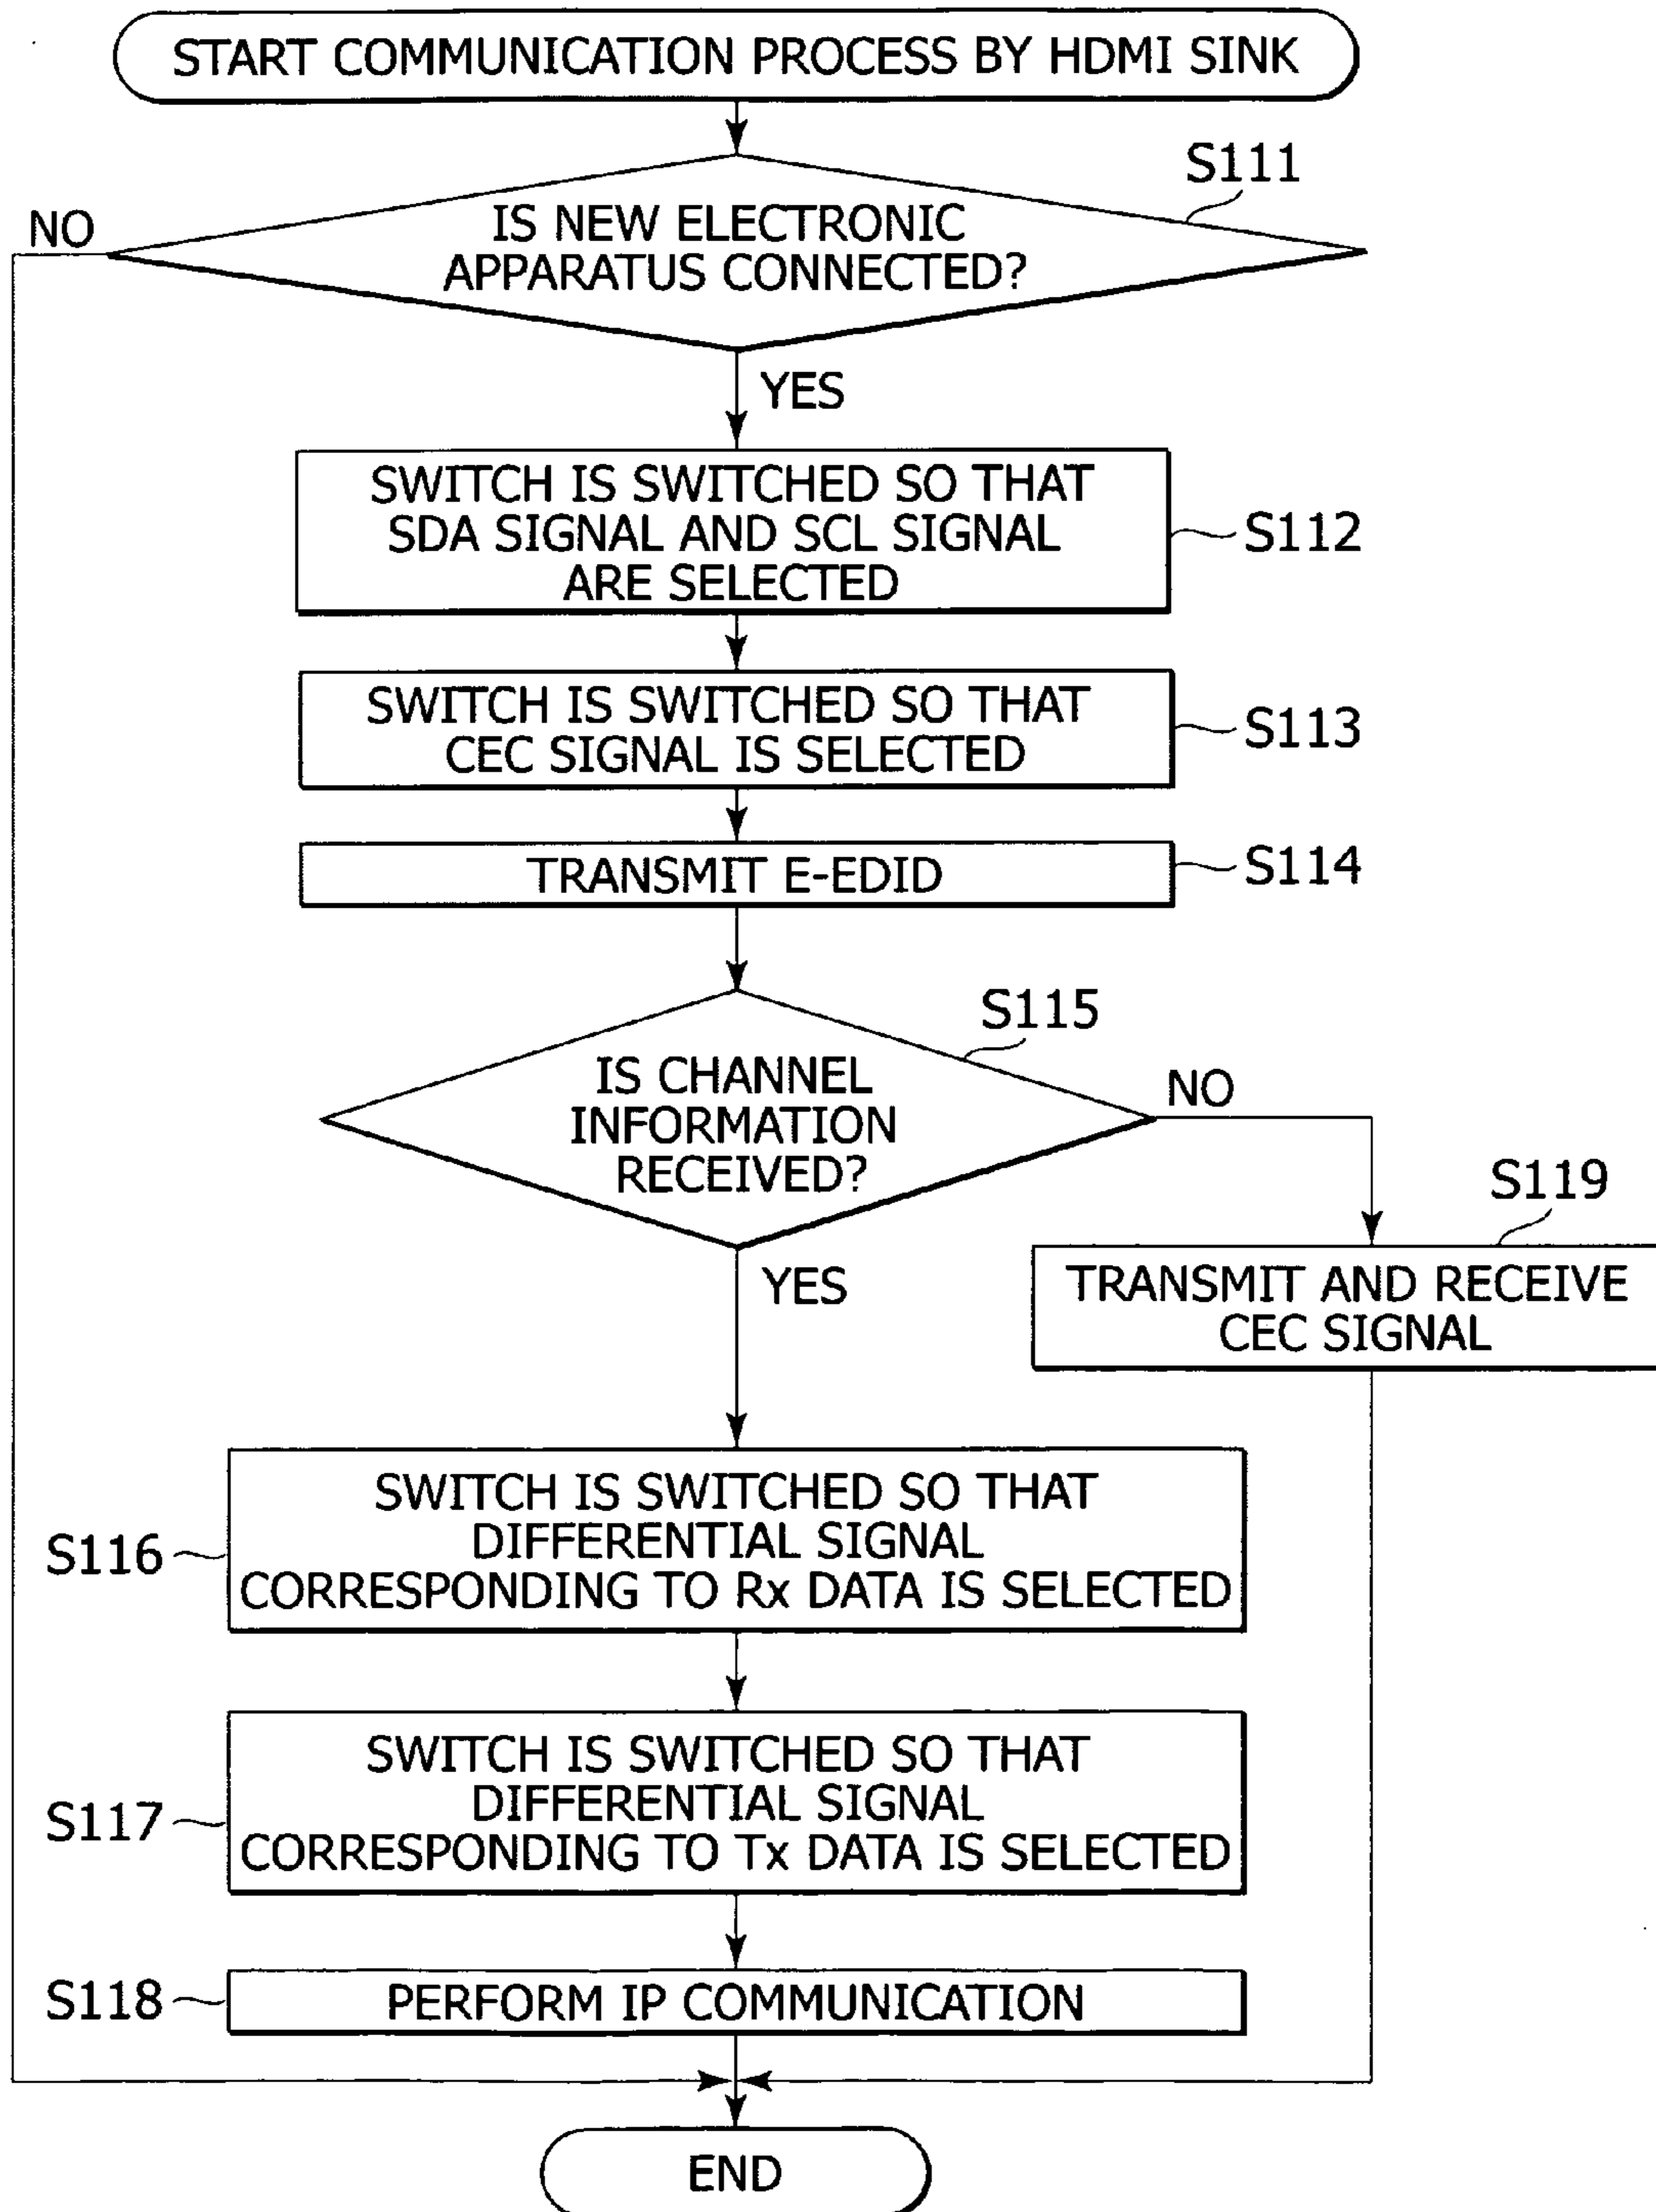 START COMMUNICATION PROCESS BY HDMI SINK
S111
NO
IS NEW ELECTRONIC
APPARATUS CONNECTED?
YES
SWITCH IS SWITCHED SO THAT
SDA SIGNAL AND SCL SIGNAL
ARE SELECTED
S112
SWITCH IS SWITCHED SO THAT
CEC SIGNAL IS SELECTED
S113
TRANSMIT E-EDID
S114
S115
IS CHANNEL
INFORMATION
RECEIVED?
NO
YES
S119
TRANSMIT AND RECEIVE
CEC SIGNAL
S116
SWITCH IS SWITCHED SO THAT
DIFFERENTIAL SIGNAL
CORRESPONDING TO Rx DATA IS SELECTED
S117
SWITCH IS SWITCHED SO THAT
DIFFERENTIAL SIGNAL
CORRESPONDING TO Tx DATA IS SELECTED
S118
PERFORM IP COMMUNICATION
END